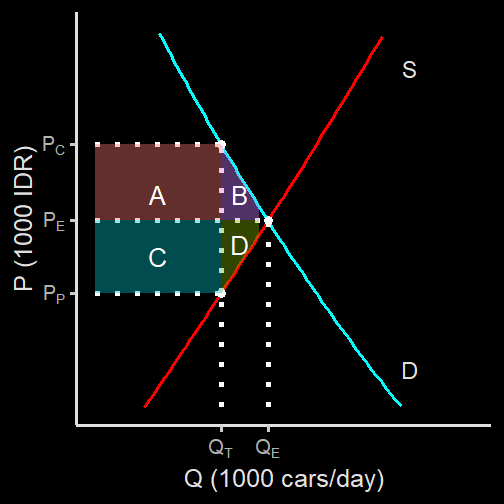 S
P_C
A
B
P_E
D
C
P_P
D
Q_T
Q_E
P (1000 IDR)
Q (1000 cars/day)